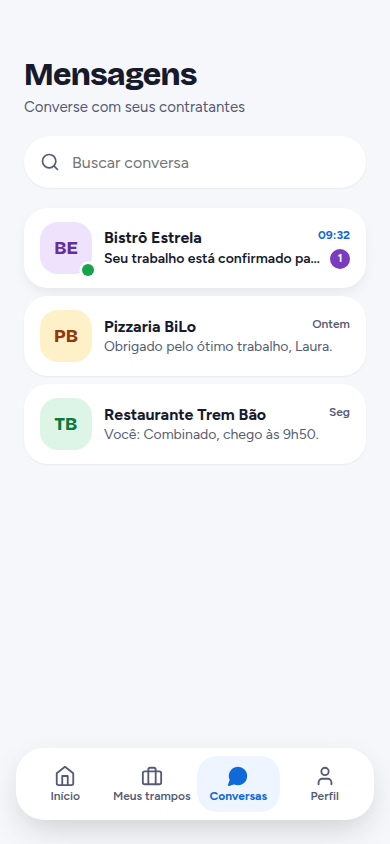 Mensagens
Converse com seus contratantes
Buscar conversa
BE
Bistrô Estrela
09:32
Seu trabalho está confirmado pa...
1
PB
Pizzaria BiLo
Ontem
Obrigado pelo ótimo trabalho, Laura.
TB
Restaurante Trem Bão
Seg
Você: Combinado, chego às 9h50.
Início
Meus trampos
Conversas
Perfil